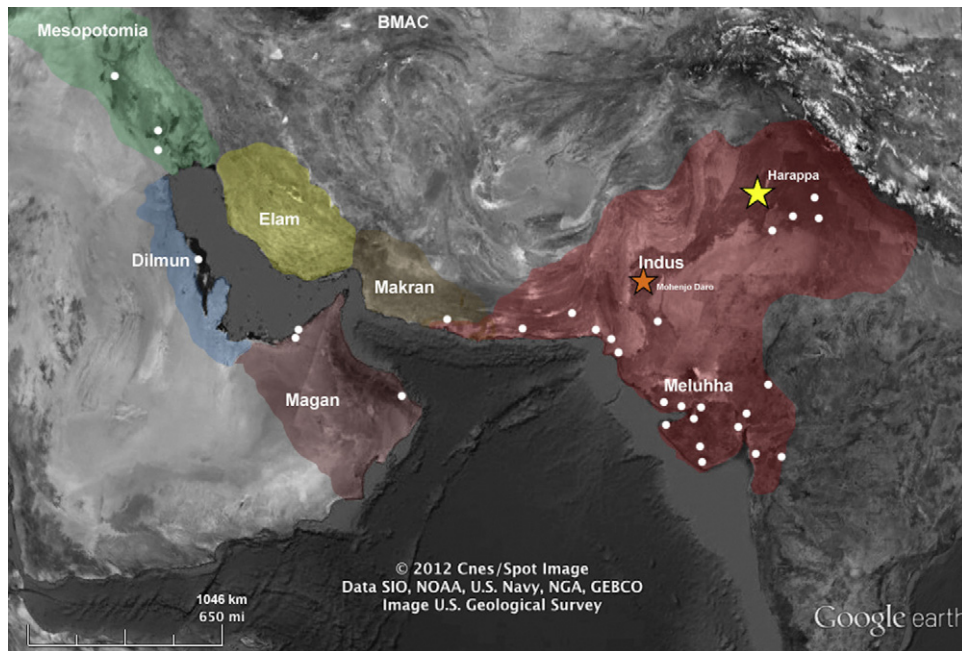 Mesopotomia
BMAC
Harappa
Elam
Dilmun
Indus
Mohenjo Daro
Makran
Meluhha
Magan
© 2012 Cnes/Spot Image
Data SIO, NOAA, U.S. Navy, NGA, GEBCO
Image U.S. Geological Survey
1046 km
650 mi
Google earth